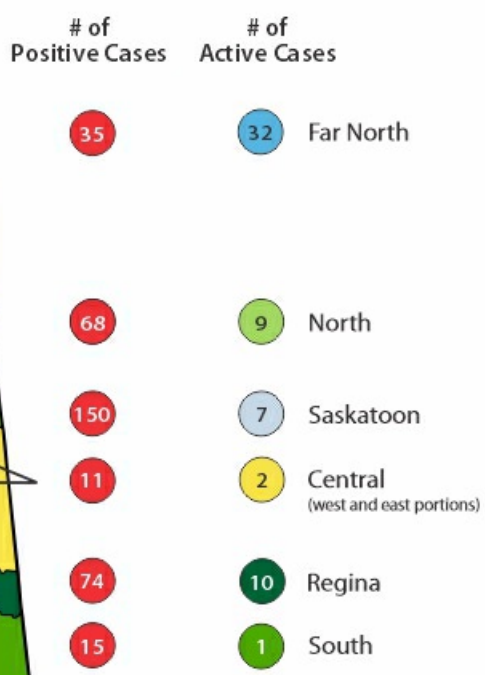 # of # of
Positive Cases Active Cases
35 32 Far North
68 9 North
150 7 Saskatoon
11 2 Central
(west and east portions)
74 10 Regina
15 1 South